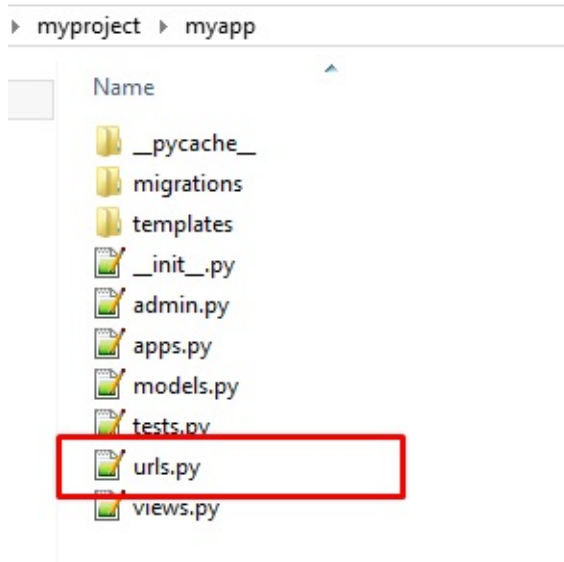 myproject myapp
Name
__pycache__
migrations
templates
__init__.py
admin.py
apps.py
models.py
tests.py
urls.py
views.py